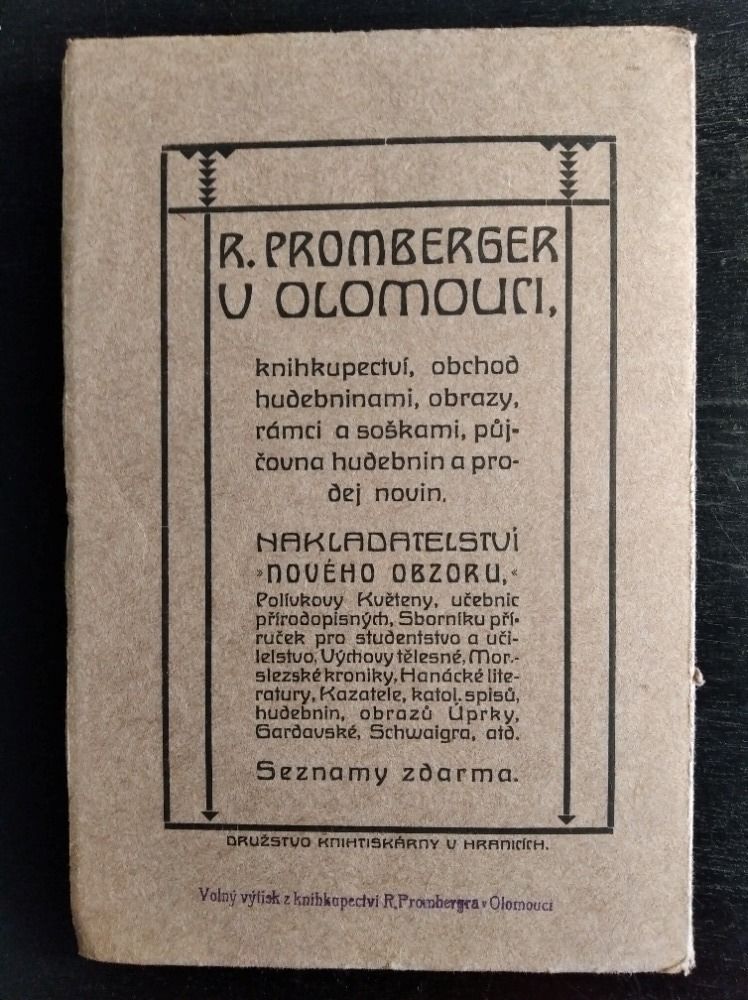 R. PROMBERGER
V OLOMOUCI,
knihkupectví, obchod
hudebninami, obrazy,
rámci a soškami, půj-
čovna hudebnin a pro-
dej novin.
NAKLADATELSTVÍ
»NOVÉHO OBZORU,«
Polívkovy Květeny, učebnic
přírodopisných, Sborníku pří-
ruček pro studentstvo a uči-
telstvo, Výchovy tělesné, Mor.-
slezské kroniky, Hanácké lite-
ratury, Kazatele, katol. spisů,
hudebnin, obrazů Úprky,
Gardavské, Schwaigra, atd.
Seznamy zdarma.
DRUŽSTVO KNIHTISKÁRNY V HRANICÍCH.
Volný výtisk z knihkupectví R. Prombergra v Olomouci